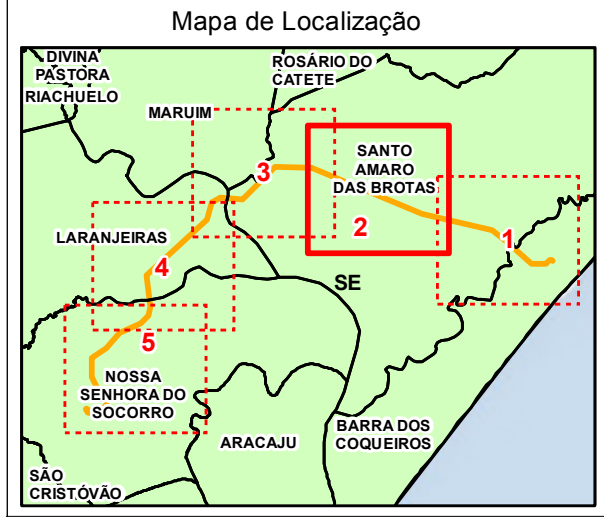 Mapa de Localização
DIVINA
PASTORA
RIACHUELO
ROSÁRIO DO
CATETE
MARUIM
SANTO
AMARO
DAS BROTAS
3
2
1
LARANJEIRAS
4
SE
5
NOSSA
SENHORA DO
SOCORRO
ARACAJU
BARRA DOS
COQUEIROS
SÃO
CRISTÓVÃO